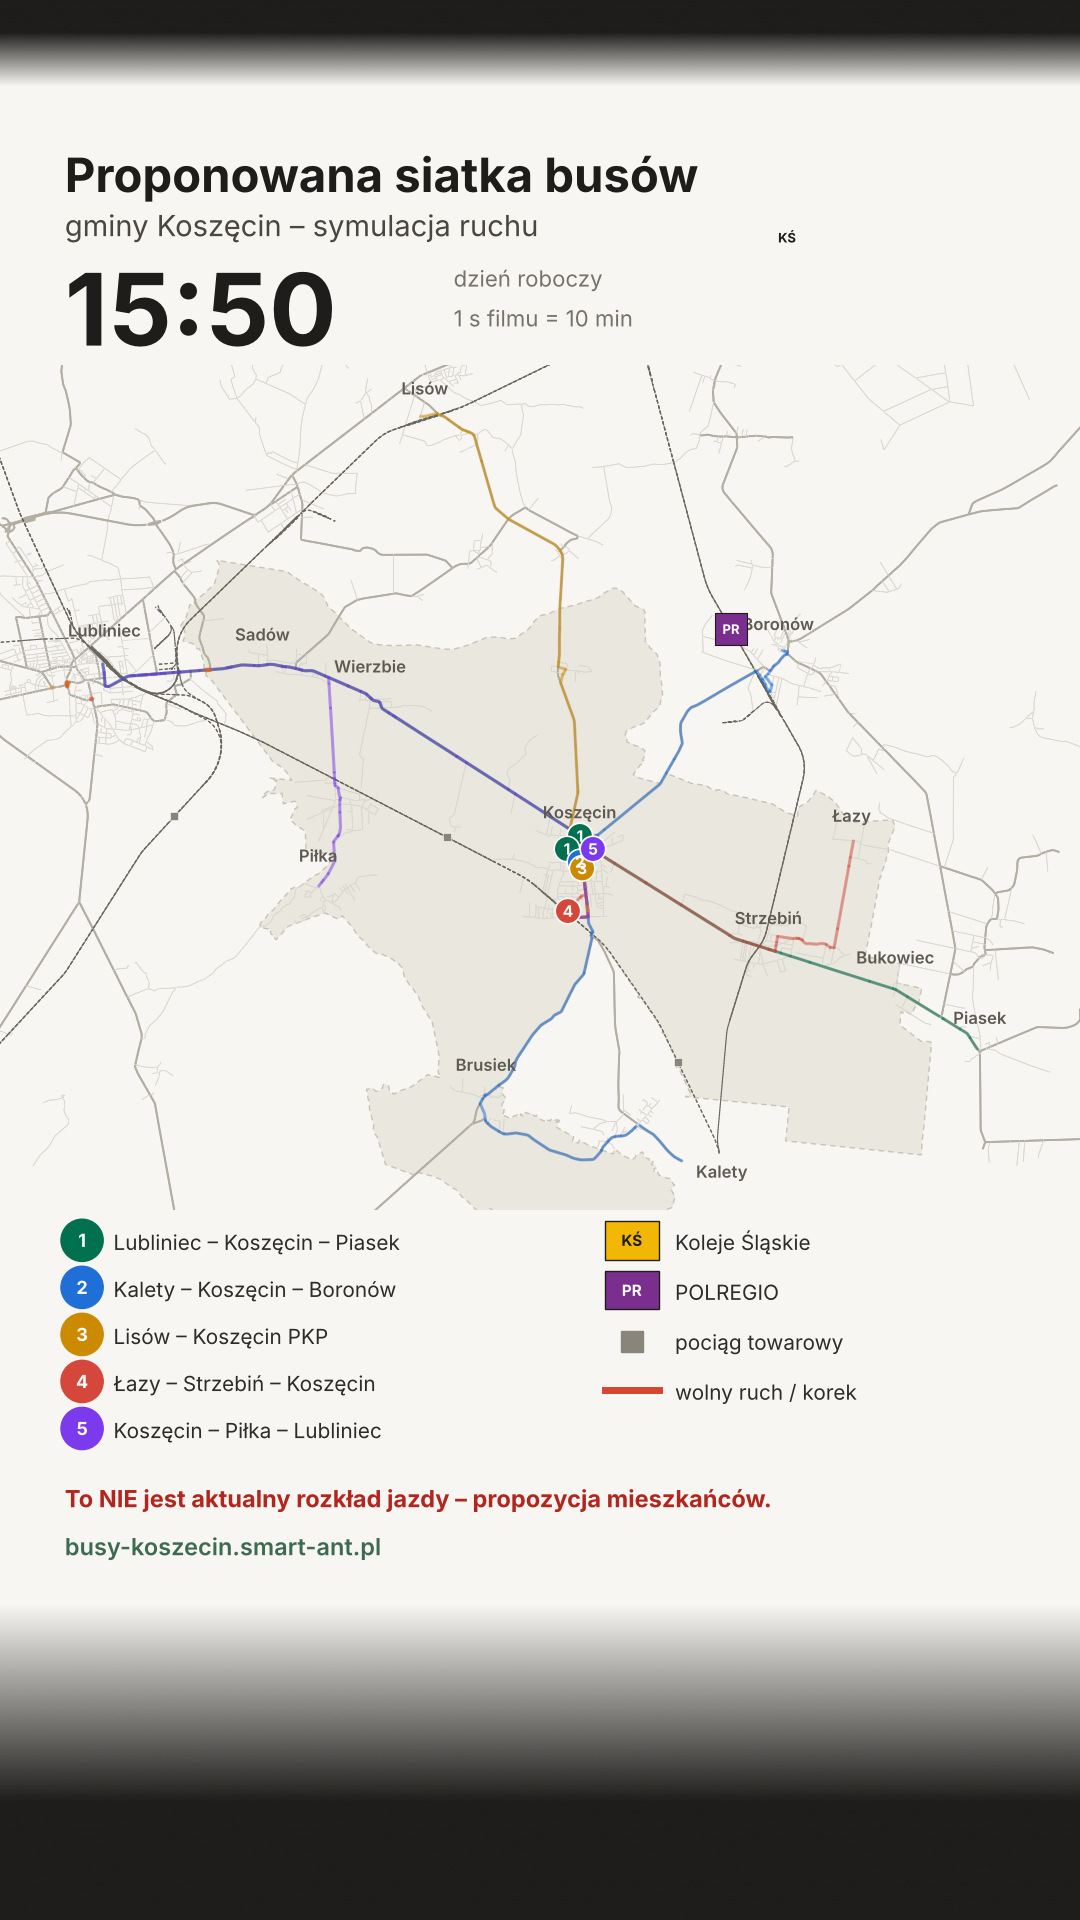 Proponowana siatka busów
gminy Koszęcin – symulacja ruchu
KŚ
15:50
dzień roboczy
1 s filmu = 10 min
Lisów
Lubliniec
Sadów
Wierzbie
PR
Boronów
Koszęcin
Łazy
1
1
5
2
3
Piłka
4
Strzebiń
Bukowiec
Piasek
Brusiek
Kalety
1 Lubliniec – Koszęcin – Piasek
2 Kalety – Koszęcin – Boronów
3 Lisów – Koszęcin PKP
4 Łazy – Strzebiń – Koszęcin
5 Koszęcin – Piłka – Lubliniec
KŚ Koleje Śląskie
PR POLREGIO
pociąg towarowy
wolny ruch / korek
To NIE jest aktualny rozkład jazdy – propozycja mieszkańców.
busy-koszecin.smart-ant.pl